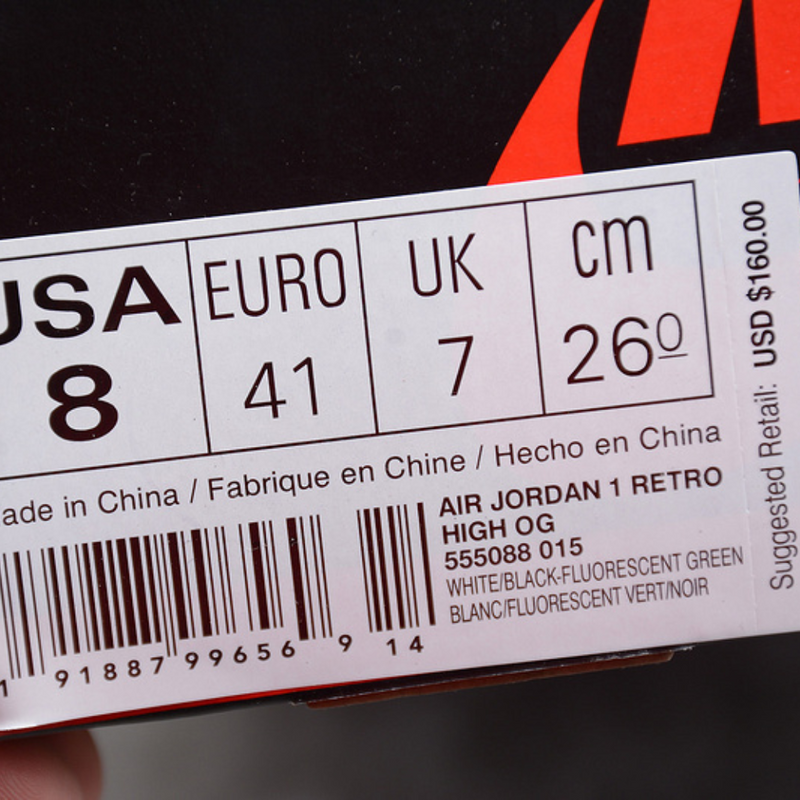 USA EURO UK cm
8 41 7 260
ade in China / Fabrique en Chine / Hecho en China
AIR JORDAN 1 RETRO
HIGH OG
555088 015
WHITE/BLACK-FLUORESCENT GREEN
BLANC/FLUORESCENT VERT/NOIR
1 91887 99656 9 14
Suggested Retail: USD $160.00